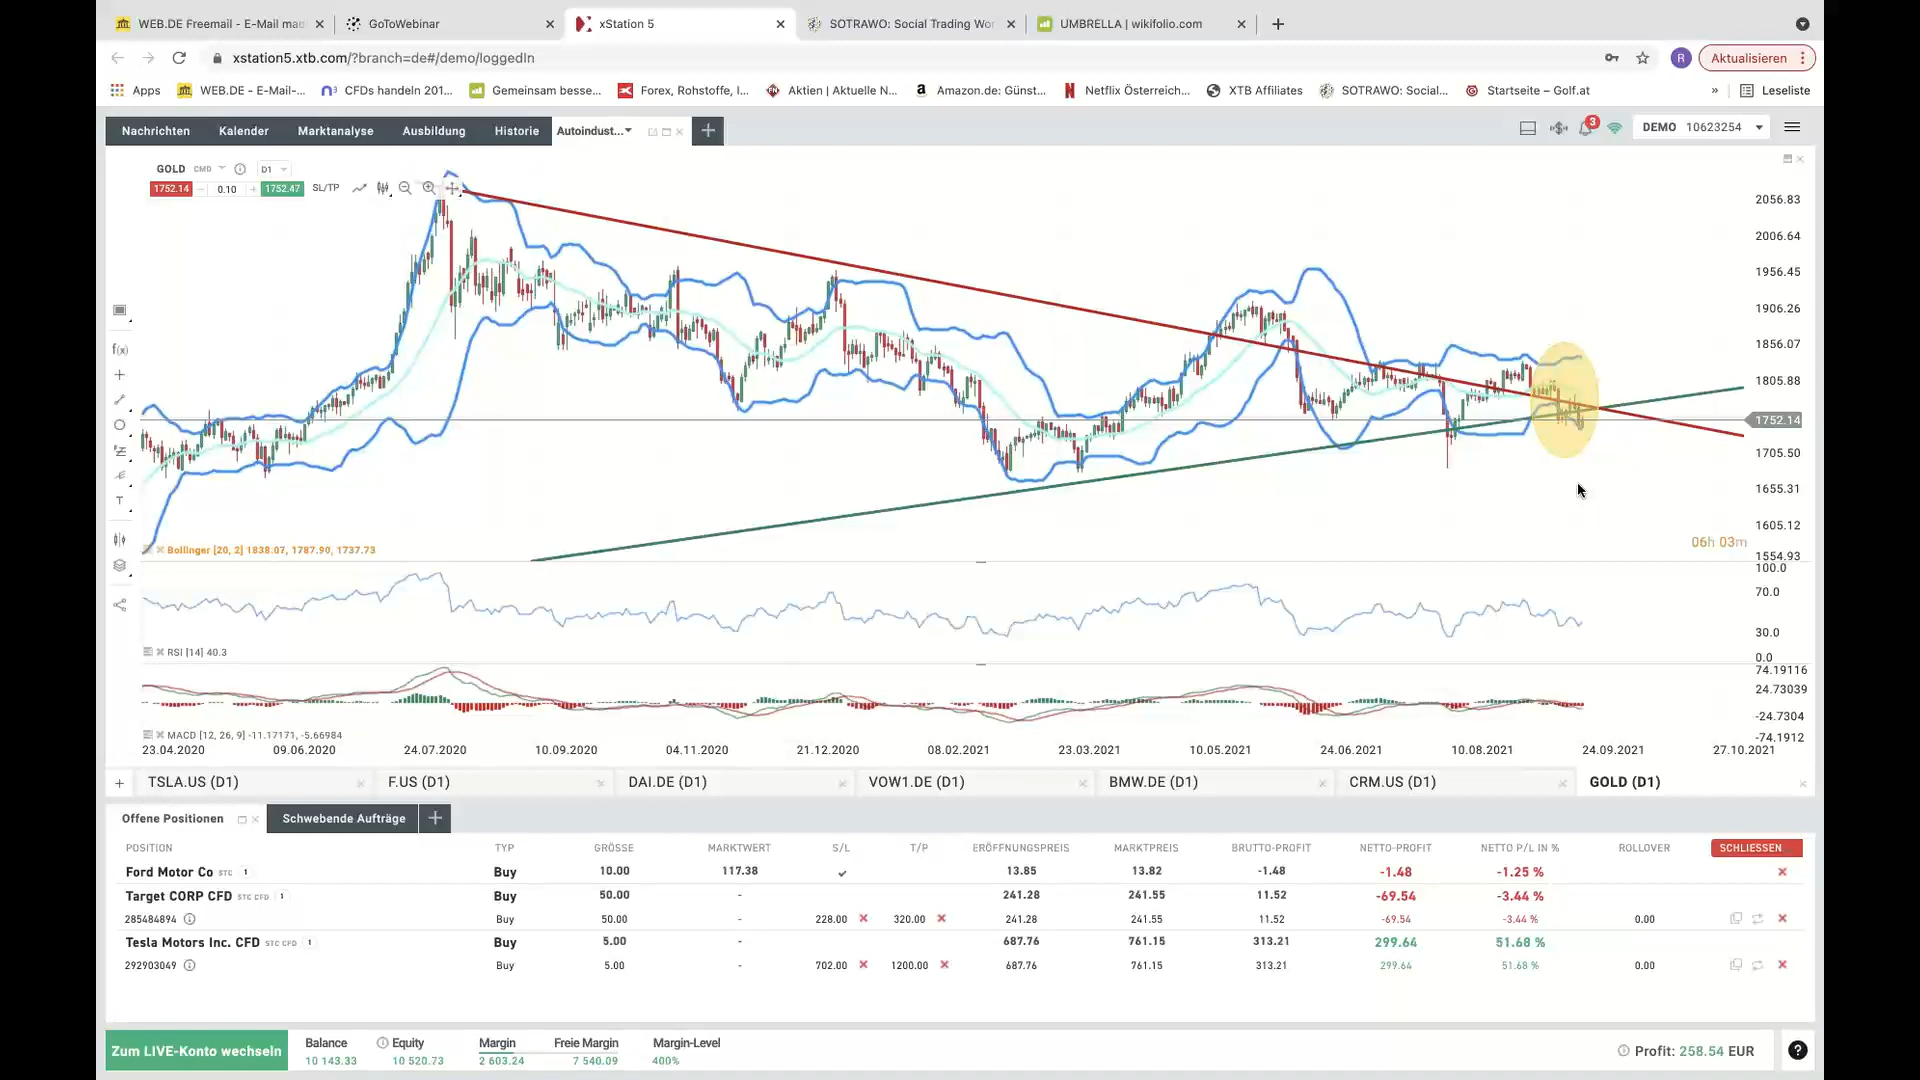 WEB.DE Freemail - E-Mail mac
GoToWebinar
xStation 5
SOTRAWO: Social Trading Wor
UMBRELLA | wikifolio.com
xstation5.xtb.com/?branch=de#/demo/loggedIn
R
Aktualisieren
Apps
WEB.DE - E-Mail-...
CFDs handeln 201...
Gemeinsam besse...
Forex, Rohstoffe, I...
Aktien | Aktuelle N...
Amazon.de: Günst...
Netflix Österreich...
XTB Affiliates
SOTRAWO: Social...
Startseite – Golf.at
»
Leseliste
Nachrichten
Kalender
Marktanalyse
Ausbildung
Historie
Autoindust...
3
DEMO 10623254
GOLD CMD D1
1752.14 − 0.10 + 1752.47 SL/TP
2056.83
2006.64
1956.45
1906.26
1856.07
1805.88
1752.14
1705.50
1655.31
1605.12
1554.93
f(x)
T
Bollinger [20, 2] 1838.07, 1787.90, 1737.73
06h 03m
100.0
70.0
30.0
0.0
RSI [14] 40.3
74.19116
24.73039
-24.7304
-74.1912
MACD [12, 26, 9] -11.17171, -5.66984
23.04.2020 09.06.2020 24.07.2020 10.09.2020 04.11.2020 21.12.2020 08.02.2021 23.03.2021 10.05.2021 24.06.2021 10.08.2021 24.09.2021 27.10.2021
TSLA.US (D1) F.US (D1) DAI.DE (D1) VOW1.DE (D1) BMW.DE (D1) CRM.US (D1) GOLD (D1)
Offene Positionen Schwebende Aufträge
POSITION TYP GRÖSSE MARKTWERT S/L T/P ERÖFFNUNGSPREIS MARKTPREIS BRUTTO-PROFIT NETTO-PROFIT NETTO P/L IN % ROLLOVER SCHLIESSEN
Ford Motor Co STC 1 Buy 10.00 117.38 13.85 13.82 -1.48 -1.48 -1.25 %
Target CORP CFD STC CFD 1 Buy 50.00 - 241.28 241.55 11.52 -69.54 -3.44 %
285484894 Buy 50.00 - 228.00 320.00 241.28 241.55 11.52 -69.54 -3.44 % 0.00
Tesla Motors Inc. CFD STC CFD 1 Buy 5.00 - 687.76 761.15 313.21 299.64 51.68 %
292903049 Buy 5.00 - 702.00 1200.00 687.76 761.15 313.21 299.64 51.68 % 0.00
Zum LIVE-Konto wechseln
Balance Equity Margin Freie Margin Margin-Level
10 143.33 10 520.73 2 603.24 7 540.09 400%
Profit: 258.54 EUR
?